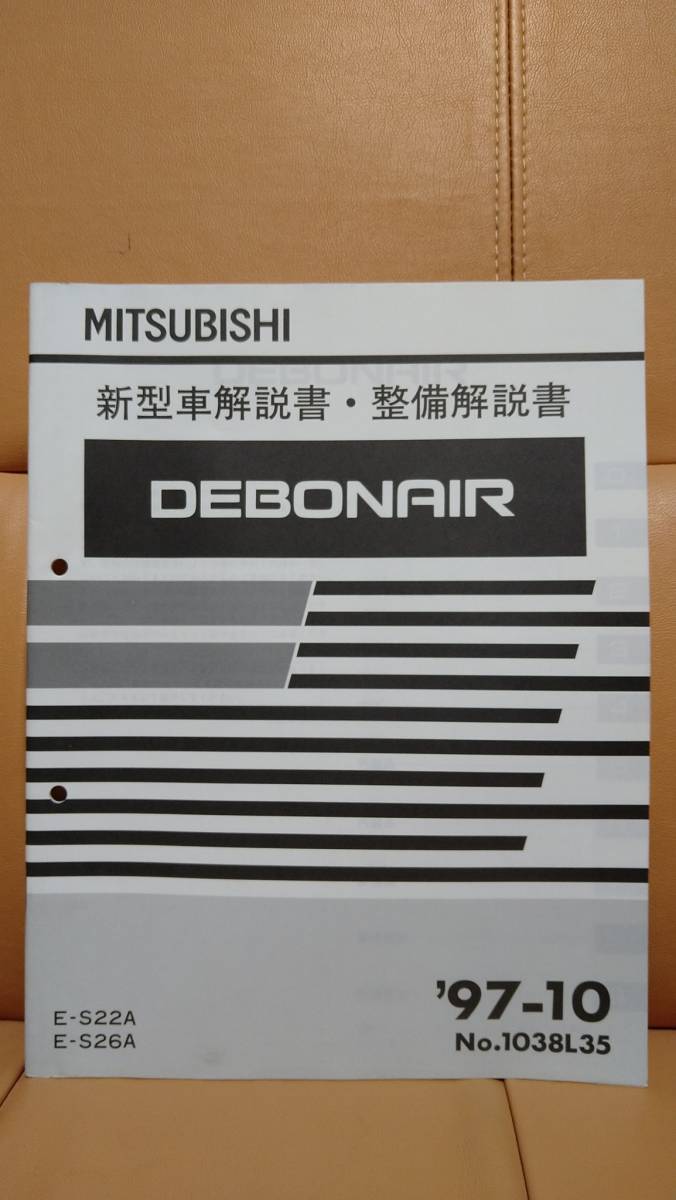 MITSUBISHI
新型車解説書・整備解説書
DEBONAIR
E-S22A
E-S26A
'97-10
No.1038L35